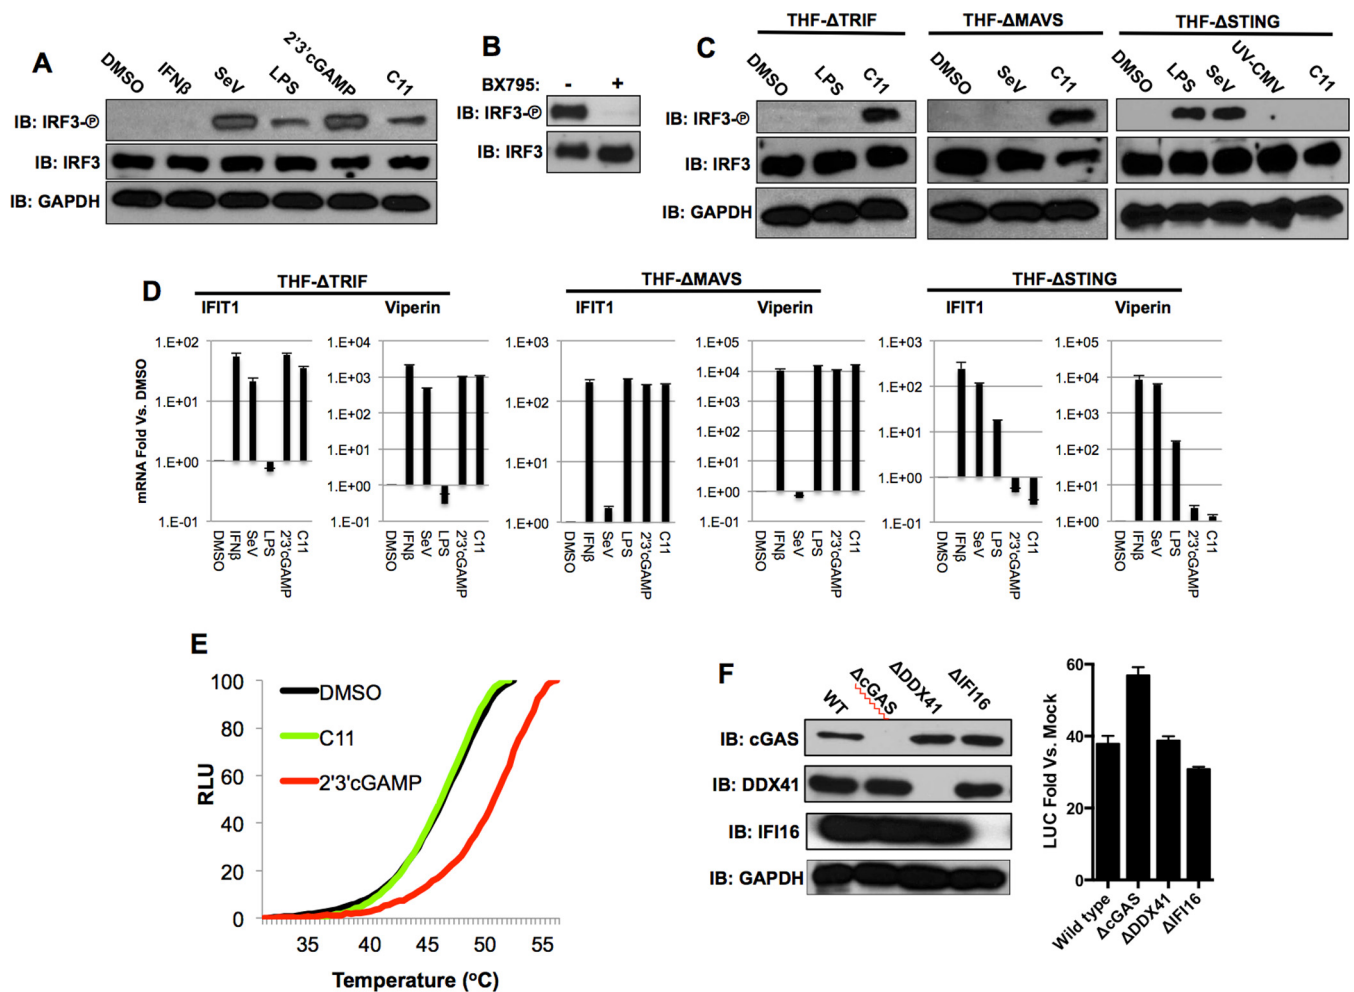 A
DMSO
IFNβ
SeV
LPS
2'3'cGAMP
C11
IB: IRF3-Ⓟ
IB: IRF3
IB: GAPDH
B
BX795: - +
IB: IRF3-Ⓟ
IB: IRF3
C
THF-ΔTRIF
THF-ΔMAVS
THF-ΔSTING
DMSO
LPS
C11
DMSO
SeV
C11
DMSO
LPS
SeV
UV-CMV
C11
IB: IRF3-Ⓟ
IB: IRF3
IB: GAPDH
D
THF-ΔTRIF
IFIT1
Viperin
THF-ΔMAVS
IFIT1
Viperin
THF-ΔSTING
IFIT1
Viperin
mRNA Fold Vs. DMSO
1.E+02
1.E+01
1.E+00
1.E-01
DMSO
IFNβ
SeV
LPS
2'3'cGAMP
C11
1.E+04
1.E+03
1.E+02
1.E+01
1.E+00
1.E-01
DMSO
IFNβ
SeV
LPS
2'3'cGAMP
C11
1.E+03
1.E+02
1.E+01
1.E+00
DMSO
IFNβ
SeV
LPS
2'3'cGAMP
C11
1.E+05
1.E+04
1.E+03
1.E+02
1.E+01
1.E+00
1.E-01
DMSO
IFNβ
SeV
LPS
2'3'cGAMP
C11
1.E+03
1.E+02
1.E+01
1.E+00
1.E-01
DMSO
IFNβ
SeV
LPS
2'3'cGAMP
C11
1.E+05
1.E+04
1.E+03
1.E+02
1.E+01
1.E+00
DMSO
IFNβ
SeV
LPS
2'3'cGAMP
C11
E
RLU
100
80
60
40
20
0
DMSO
C11
2'3'cGAMP
35 40 45 50 55
Temperature (ºC)
F
WT
ΔcGAS
ΔDDX41
ΔIFI16
IB: cGAS
IB: DDX41
IB: IFI16
IB: GAPDH
LUC Fold Vs. Mock
60
40
20
0
Wild type
ΔcGAS
ΔDDX41
ΔIFI16